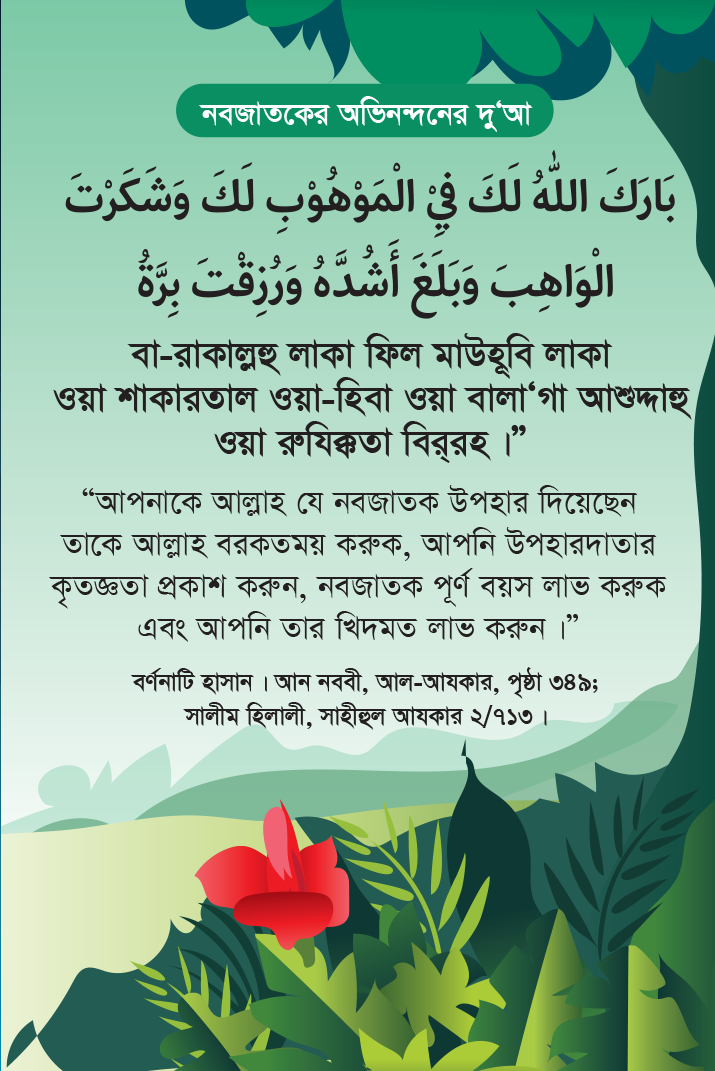 নবজাতকের অভিনন্দনের দু‘আ
بَارَكَ اللّٰهُ لَكَ فِيْ الْمَوْهُوْبِ لَكَ وَشَكَرْتَ
الْوَاهِبَ وَبَلَغَ أَشُدَّهُ وَرُزِقْتَ بِرَّهُ
বা-রাকাল্লহু লাকা ফিল মাউহূবি লাকা
ওয়া শাকারতাল ওয়া-হিবা ওয়া বালা‘গা আশুদ্দাহু
ওয়া রুযিক্কতা বির্‌রহ ।”
“আপনাকে আল্লাহ যে নবজাতক উপহার দিয়েছেন
তাকে আল্লাহ বরকতময় করুক, আপনি উপহারদাতার
কৃতজ্ঞতা প্রকাশ করুন, নবজাতক পূর্ণ বয়স লাভ করুক
এবং আপনি তার খিদমত লাভ করুন ।”
বর্ণনাটি হাসান । আন নববী, আল-আযকার, পৃষ্ঠা ৩৪৯;
সালীম হিলালী, সাহীহুল আযকার ২/৭১৩ ।